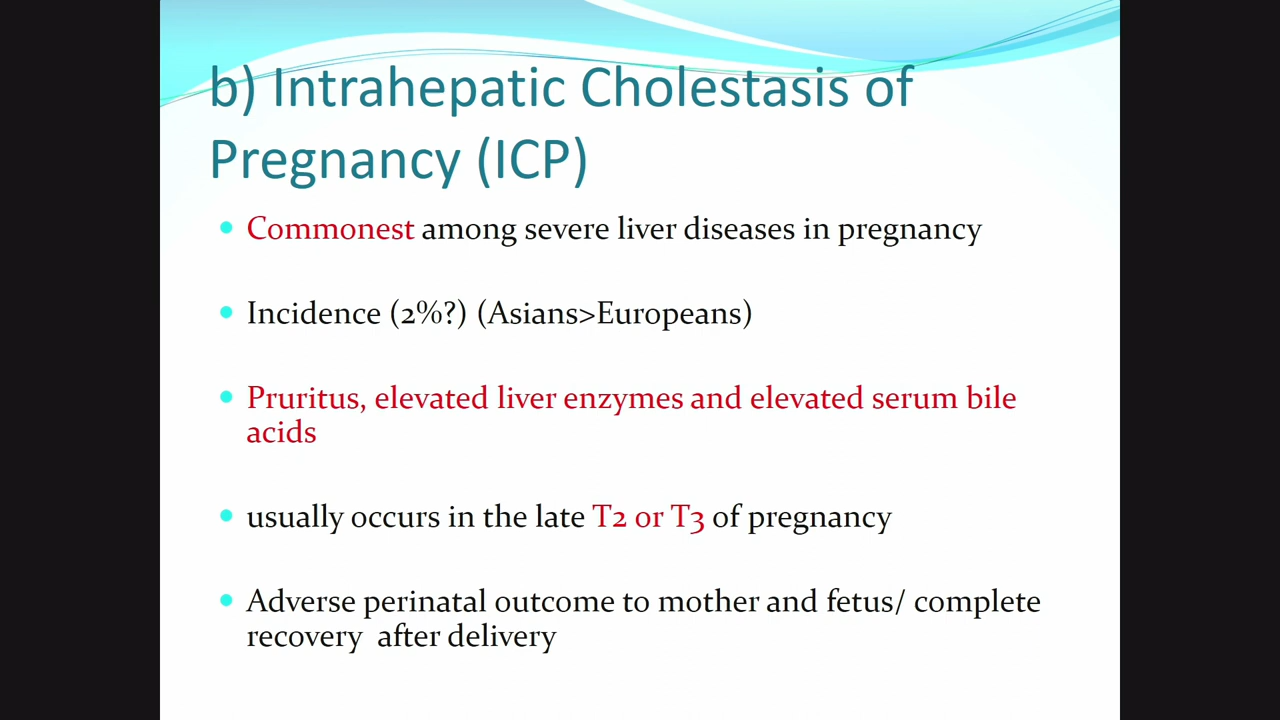 b) Intrahepatic Cholestasis of
Pregnancy (ICP)
Commonest among severe liver diseases in pregnancy
Incidence (2%?) (Asians>Europeans)
Pruritus, elevated liver enzymes and elevated serum bile
acids
usually occurs in the late T2 or T3 of pregnancy
Adverse perinatal outcome to mother and fetus/ complete
recovery  after delivery